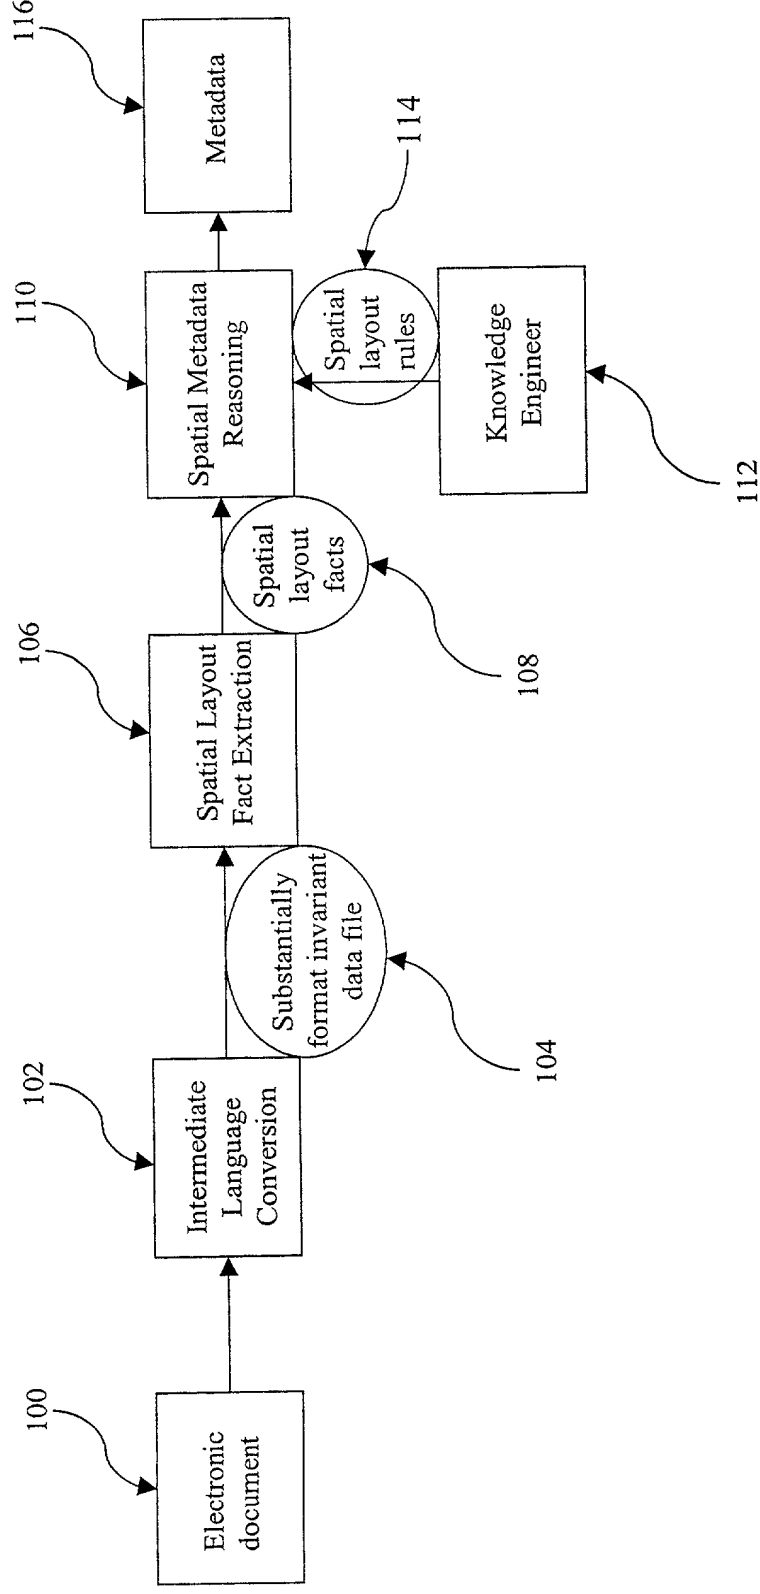 100
Electronic
document
102
Intermediate
Language
Conversion
104
Substantially
format invariant
data file
106
Spatial Layout
Fact Extraction
108
Spatial
layout
facts
110
Spatial Metadata
Reasoning
112
Knowledge
Engineer
114
Spatial
layout
rules
116
Metadata